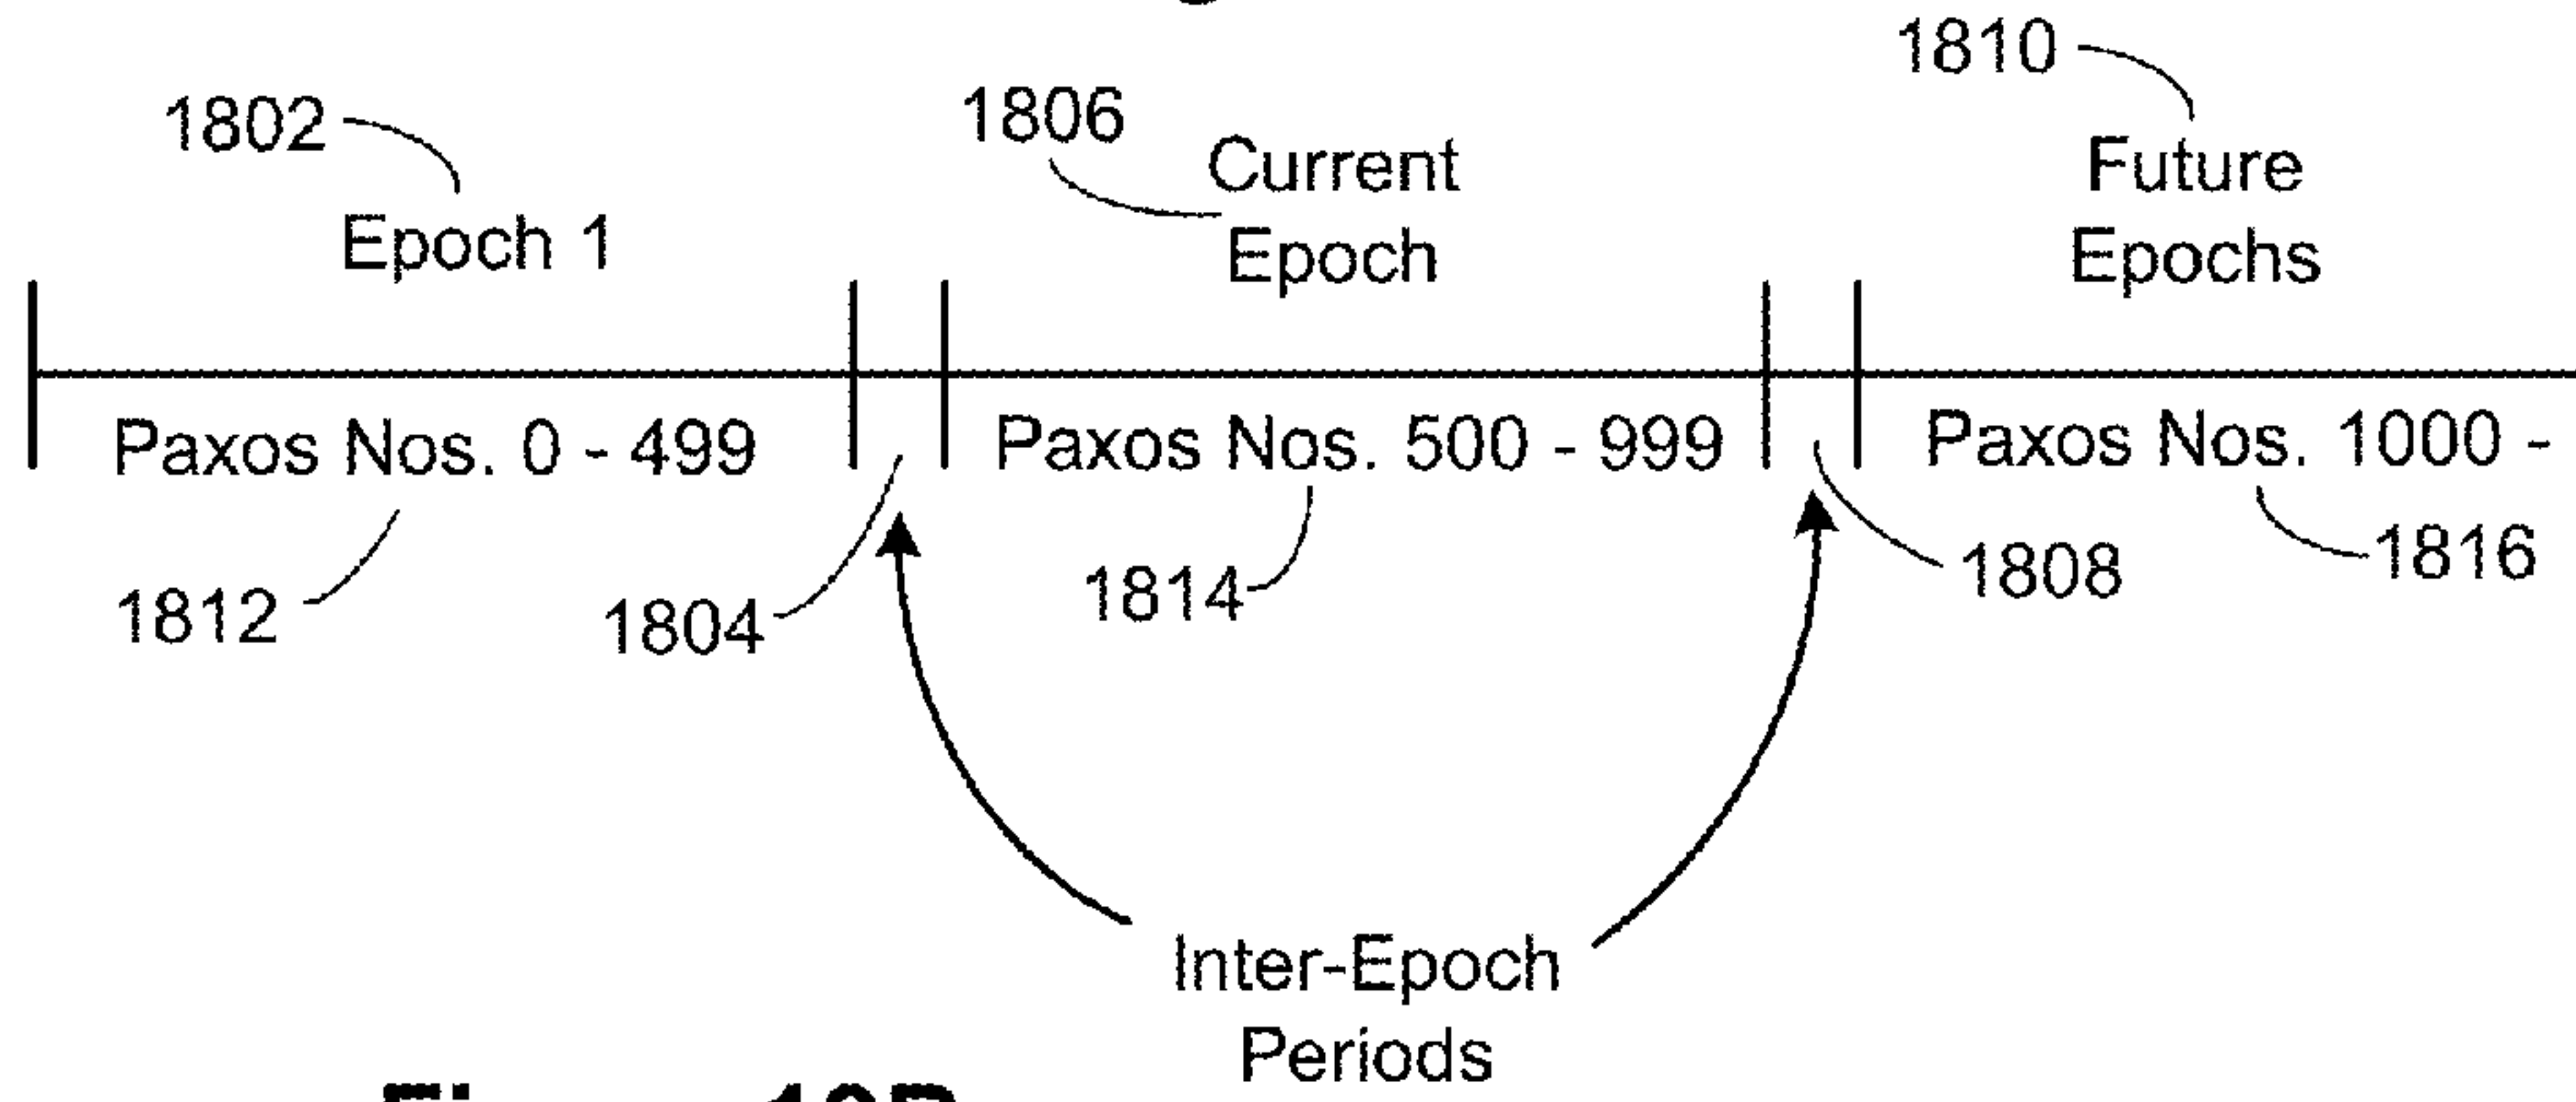 1810
1802
1806
Current
Future
Epoch 1
Epoch
Epochs
Paxos Nos. 0 - 499
Paxos Nos. 500 - 999
Paxos Nos. 1000 -
1812
1804
1814
1808
1816
Inter-Epoch
Periods